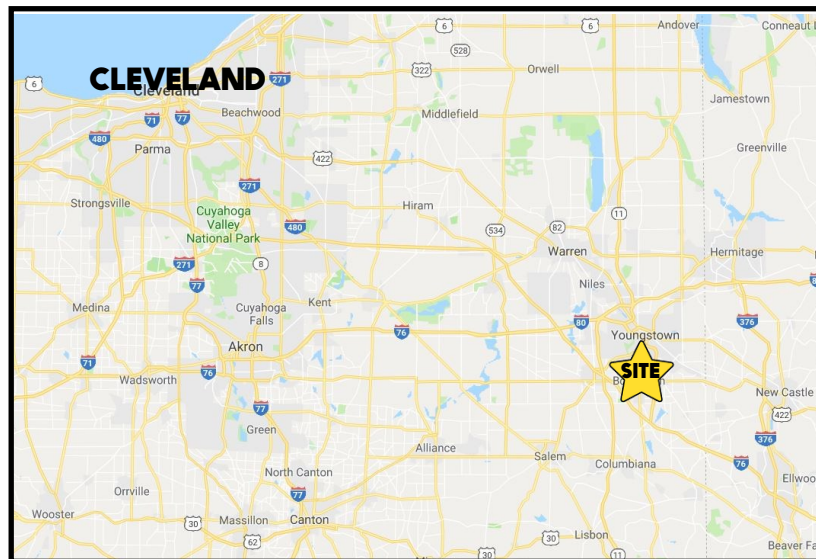 6
Andover
Conneaut L
528
CLEVELAND
Cleveland
6
271
322
Orwell
6
Jamestown
Beachwood
Middlefield
71
77
480
Parma
422
Greenville
271
Strongsville
Cuyahoga
Valley
National Park
Hiram
11
480
534
82
Warren
Hermitage
271
8
77
Niles
Medina
Cuyahoga
Falls
Kent
80
376
76
Youngstown
Akron
71
76
SITE
Wadsworth
New Castle
77
422
Green
376
Alliance
Salem
Columbiana
76
North Canton
Ellwoo
77
Orrville
Wooster
30
Massillon
Canton
62
30
30
Lisbon
11
Beaver Fa